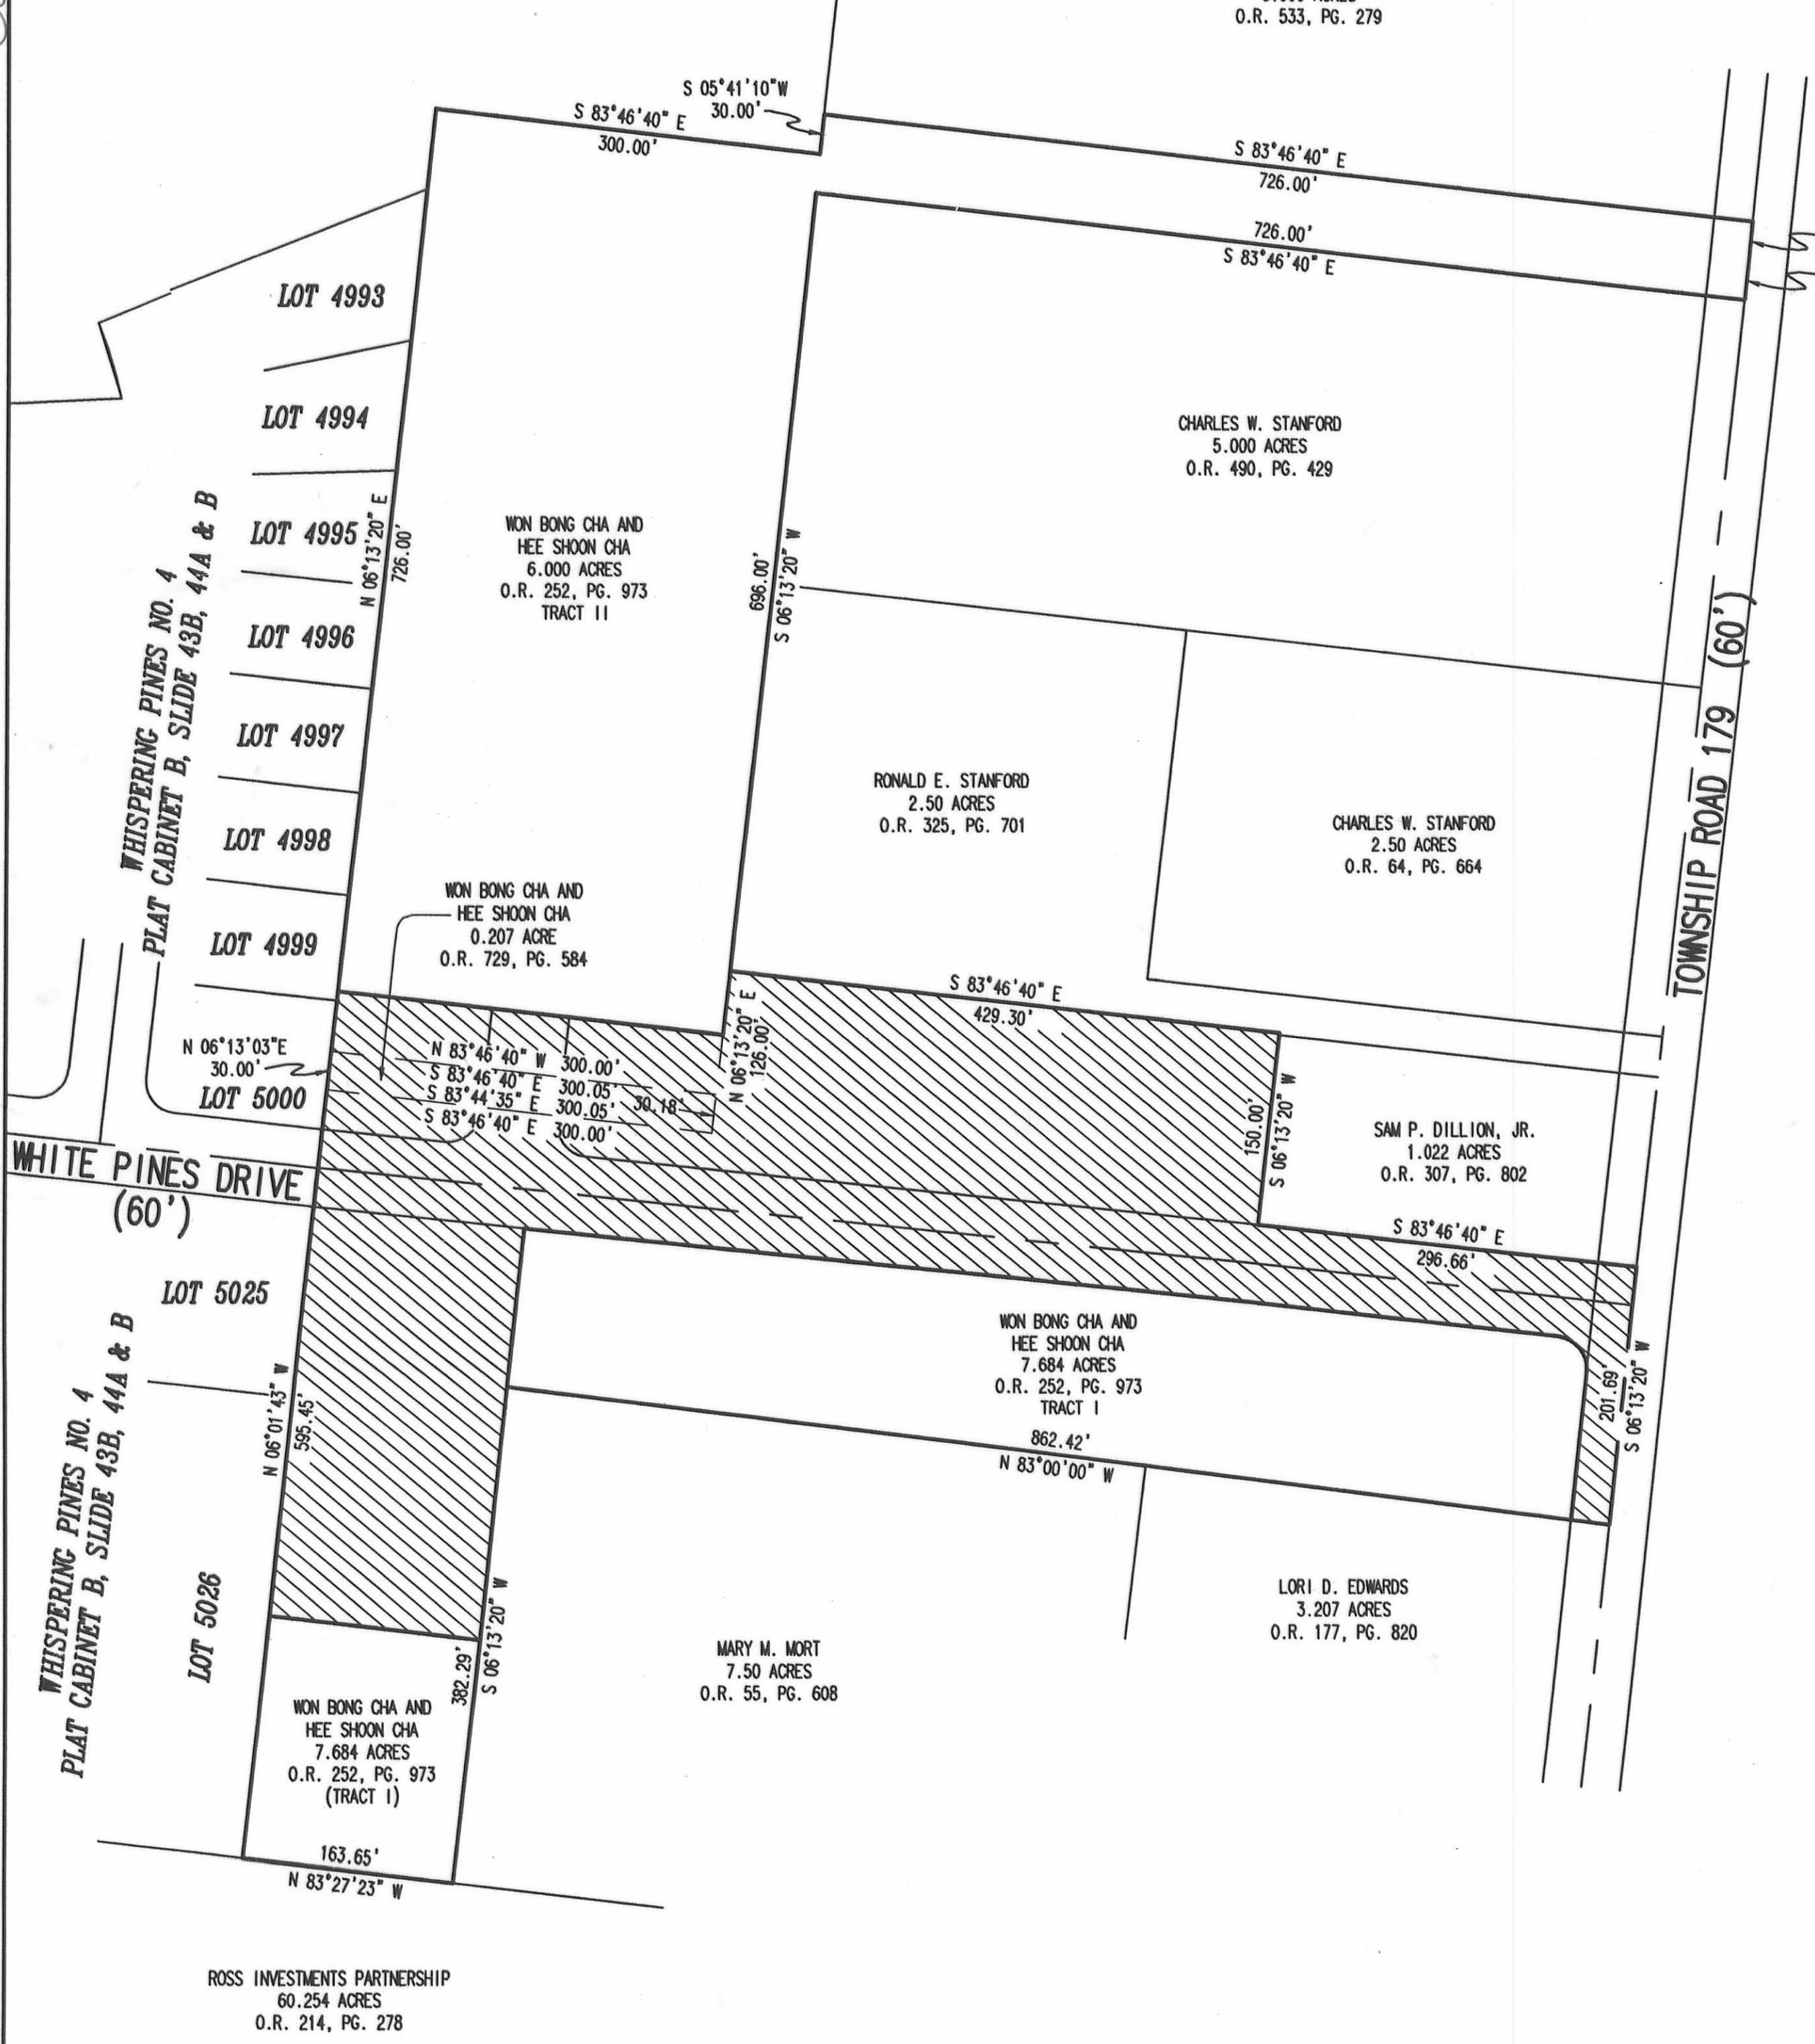 O.R. 533, PG. 279
S 05°41'10"W
30.00'
S 83°46'40" E
300.00'
S 83°46'40" E
726.00'
726.00'
S 83°46'40" E
LOT 4993
LOT 4994
LOT 4995
LOT 4996
LOT 4997
LOT 4998
LOT 4999
N 06°13'20" E
726.00'
WHISPERING PINES NO. 4
PLAT CABINET B, SLIDE 43B, 44A & B
WON BONG CHA AND
HEE SHOON CHA
6.000 ACRES
O.R. 252, PG. 973
TRACT II
696.00'
S 06°13'20" W
CHARLES W. STANFORD
5.000 ACRES
O.R. 490, PG. 429
RONALD E. STANFORD
2.50 ACRES
O.R. 325, PG. 701
CHARLES W. STANFORD
2.50 ACRES
O.R. 64, PG. 664
TOWNSHIP ROAD 179 (60')
WON BONG CHA AND
HEE SHOON CHA
0.207 ACRE
O.R. 729, PG. 584
S 83°46'40" E
429.30'
N 06°13'20" E
126.00'
N 06°13'03"E
30.00'
LOT 5000
N 83°46'40" W 300.00'
S 83°46'40" E 300.05'
S 83°44'35" E 300.05'
30.18'
S 83°46'40" E 300.00'
150.00'
S 06°13'20" W
SAM P. DILLION, JR.
1.022 ACRES
O.R. 307, PG. 802
WHITE PINES DRIVE
(60')
S 83°46'40" E
296.66'
LOT 5025
WON BONG CHA AND
HEE SHOON CHA
7.684 ACRES
O.R. 252, PG. 973
TRACT I
201.69'
S 06°13'20" W
N 06°01'43" W
595.45'
862.42'
N 83°00'00" W
WHISPERING PINES NO. 4
PLAT CABINET B, SLIDE 43B, 44A & B
LOT 5026
382.29'
S 06°13'20" W
MARY M. MORT
7.50 ACRES
O.R. 55, PG. 608
LORI D. EDWARDS
3.207 ACRES
O.R. 177, PG. 820
WON BONG CHA AND
HEE SHOON CHA
7.684 ACRES
O.R. 252, PG. 973
(TRACT I)
163.65'
N 83°27'23" W
ROSS INVESTMENTS PARTNERSHIP
60.254 ACRES
O.R. 214, PG. 278